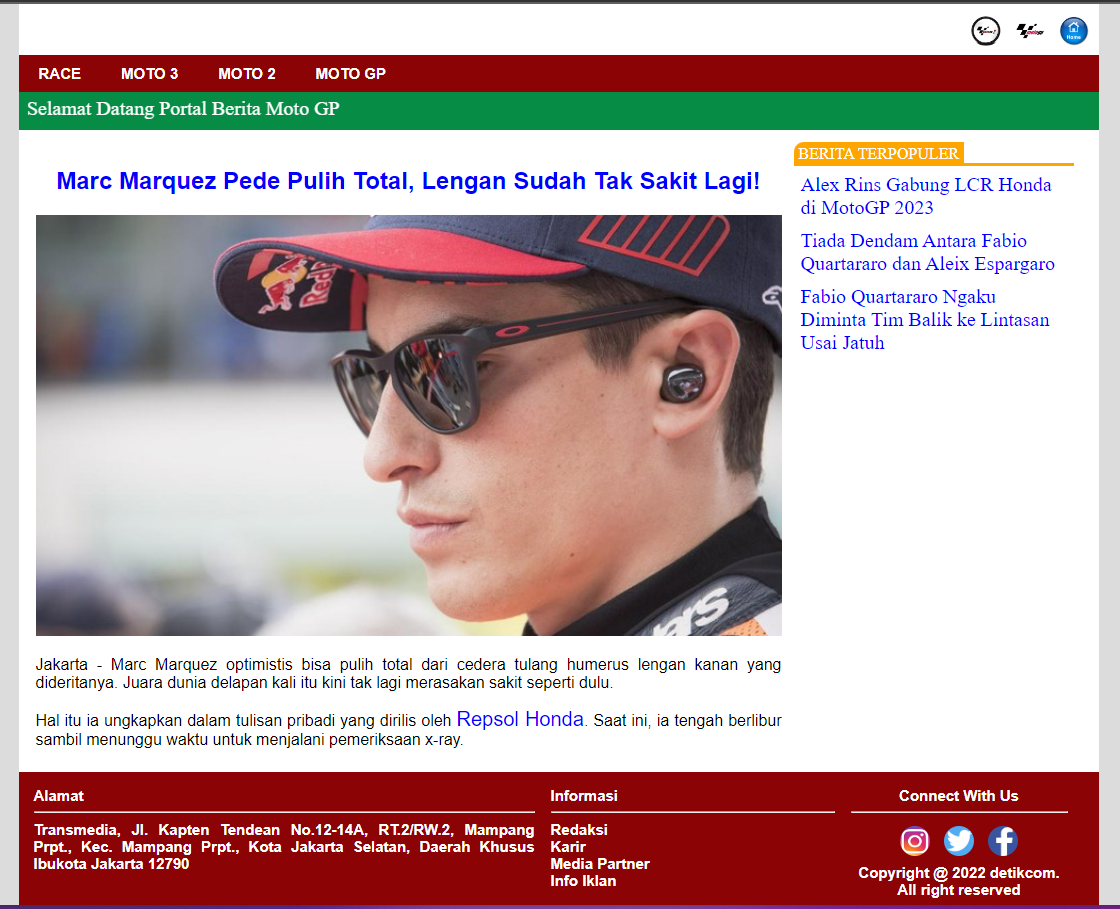 Home
RACE MOTO 3 MOTO 2 MOTO GP
Selamat Datang Portal Berita Moto GP
Marc Marquez Pede Pulih Total, Lengan Sudah Tak Sakit Lagi!
Red Bull
Jakarta - Marc Marquez optimistis bisa pulih total dari cedera tulang humerus lengan kanan yang
dideritanya. Juara dunia delapan kali itu kini tak lagi merasakan sakit seperti dulu.
Hal itu ia ungkapkan dalam tulisan pribadi yang dirilis oleh Repsol Honda. Saat ini, ia tengah berlibur
sambil menunggu waktu untuk menjalani pemeriksaan x-ray.
BERITA TERPOPULER
Alex Rins Gabung LCR Honda
di MotoGP 2023
Tiada Dendam Antara Fabio
Quartararo dan Aleix Espargaro
Fabio Quartararo Ngaku
Diminta Tim Balik ke Lintasan
Usai Jatuh
Alamat
Transmedia, Jl. Kapten Tendean No.12-14A, RT.2/RW.2, Mampang
Prpt., Kec. Mampang Prpt., Kota Jakarta Selatan, Daerah Khusus
Ibukota Jakarta 12790
Informasi
Redaksi
Karir
Media Partner
Info Iklan
Connect With Us
Copyright @ 2022 detikcom.
All right reserved